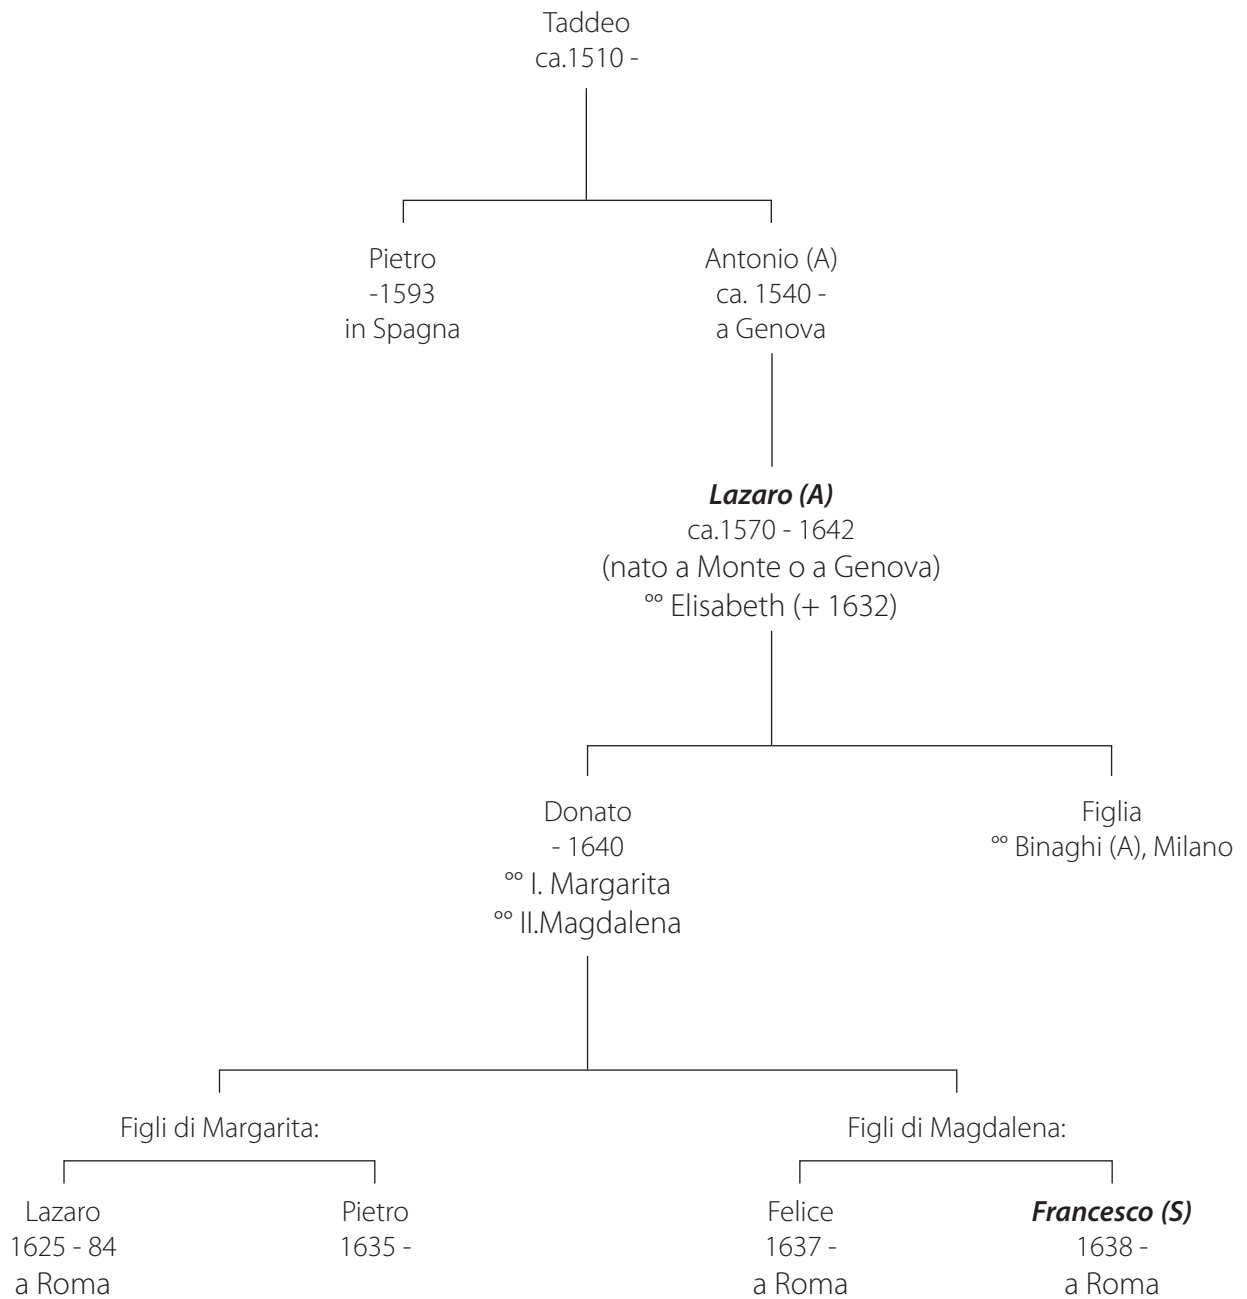 Taddeo
ca.1510 -
Pietro
-1593
in Spagna
Antonio (A)
ca. 1540 -
a Genova
Lazaro (A)
ca.1570 - 1642
(nato a Monte o a Genova)
°° Elisabeth (+ 1632)
Donato
- 1640
°° I. Margarita
°° II.Magdalena
Figlia
°° Binaghi (A), Milano
Figli di Margarita:
Lazaro
1625 - 84
a Roma
Pietro
1635 -
Figli di Magdalena:
Felice
1637 -
a Roma
Francesco (S)
1638 -
a Roma